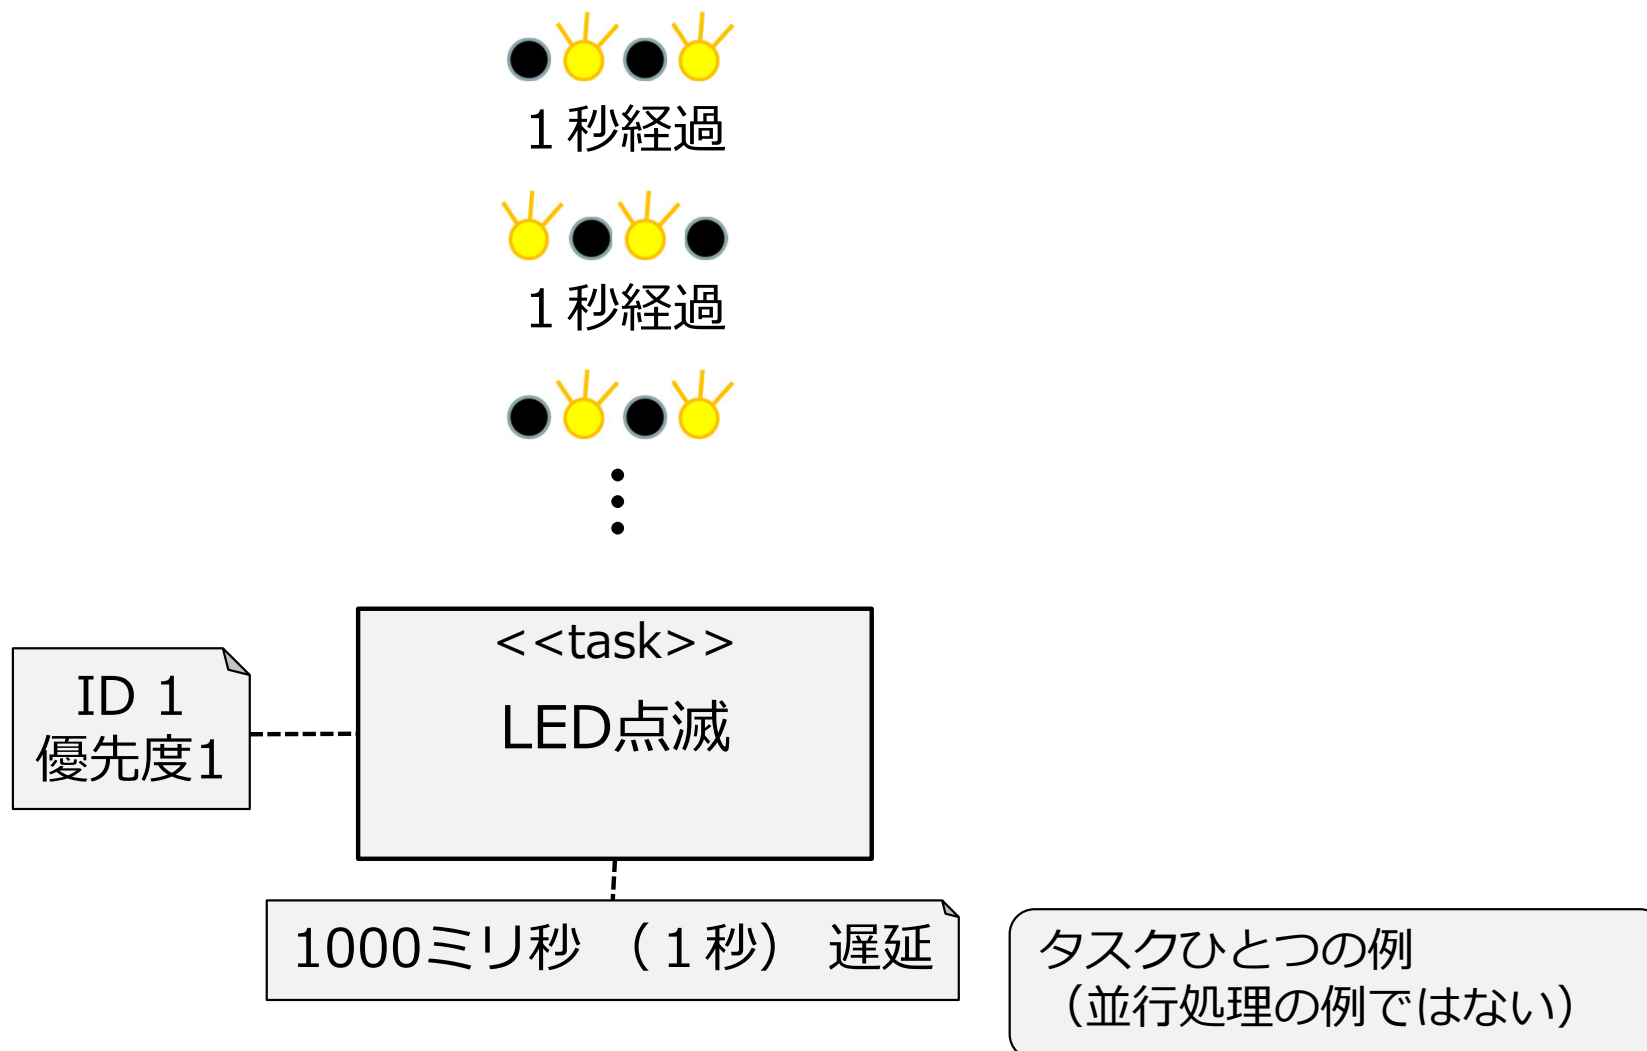 １秒経過
１秒経過
<<task>>
LED点滅
ID 1
優先度1
1000ミリ秒 （１秒） 遅延
タスクひとつの例
（並行処理の例ではない）